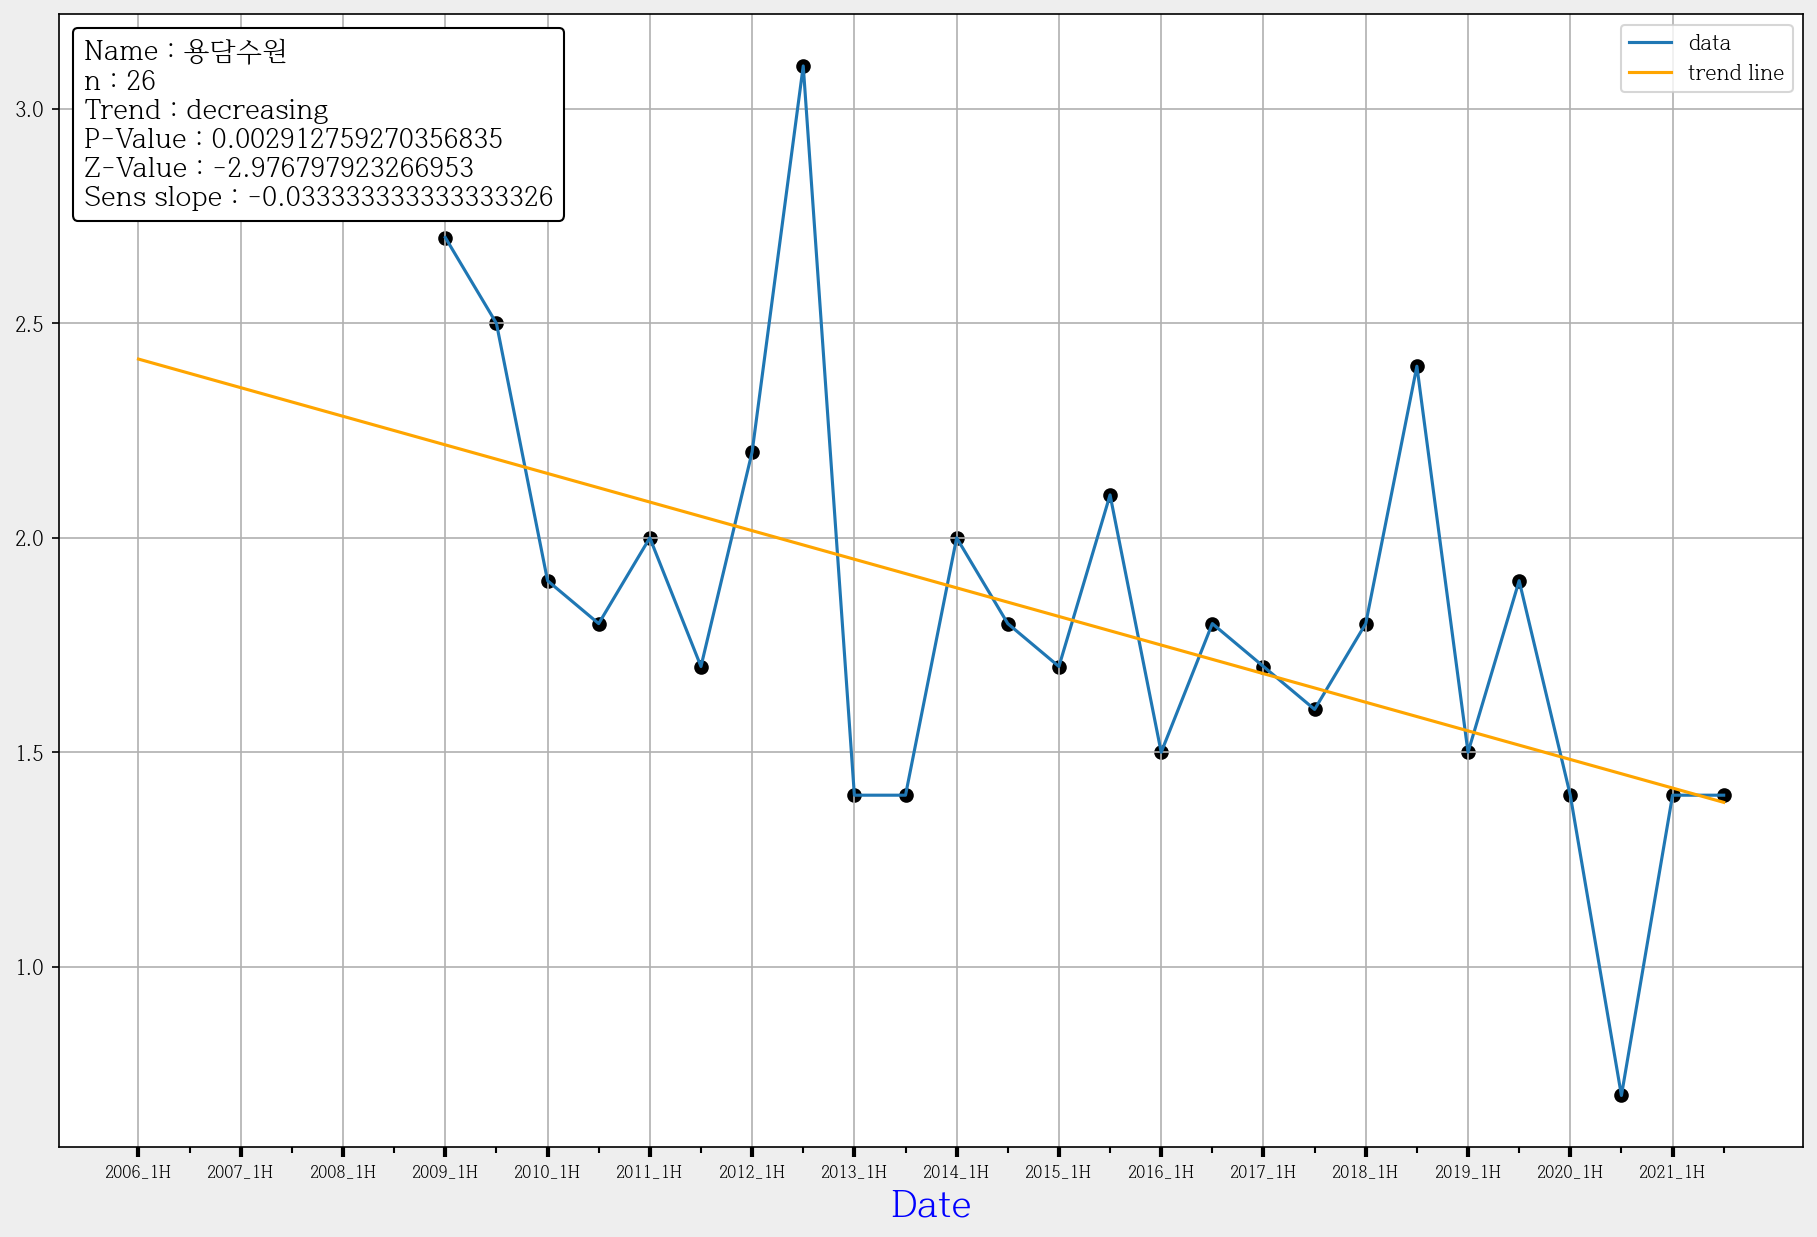 Name : 용담수원
n : 26
Trend : decreasing
P-Value : 0.002912759270356835
Z-Value : -2.976797923266953
Sens slope : -0.033333333333333326
data
trend line
3.0
2.5
2.0
1.5
1.0
2006_1H 2007_1H 2008_1H 2009_1H 2010_1H 2011_1H 2012_1H 2013_1H 2014_1H 2015_1H 2016_1H 2017_1H 2018_1H 2019_1H 2020_1H 2021_1H
Date